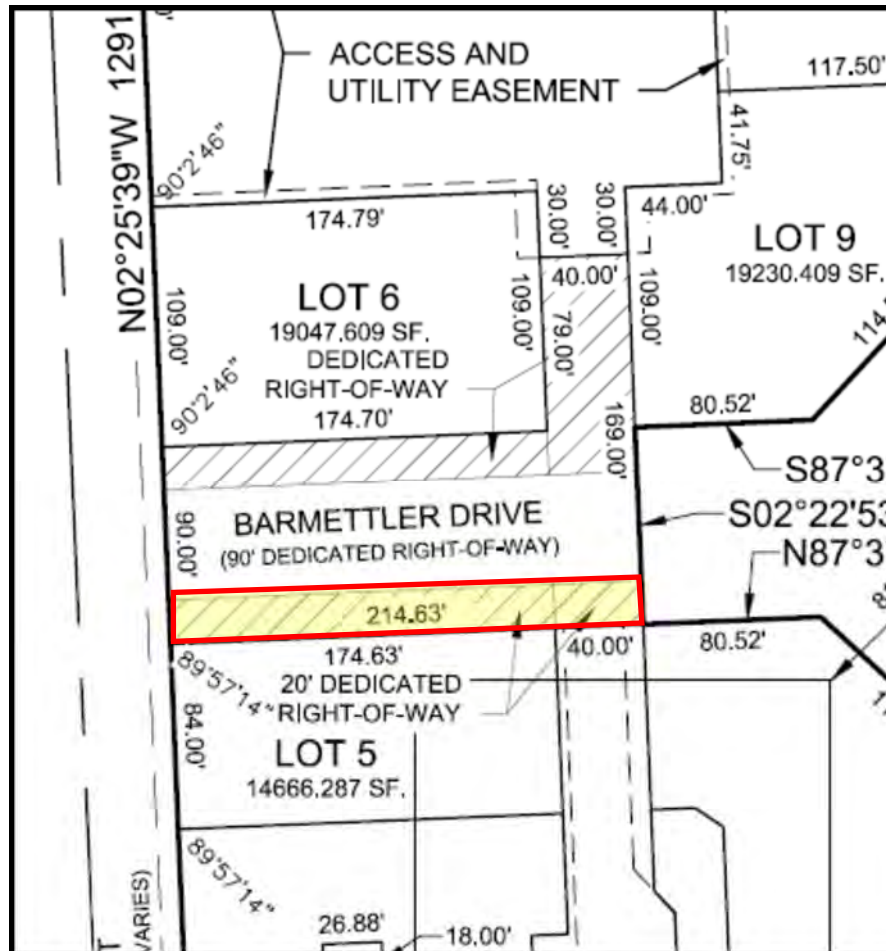 N02°25'39"W 1291
ACCESS AND
UTILITY EASEMENT
117.50'
41.75'
90°2'46"
174.79'
30.00'
30.00'
44.00'
LOT 9
19230.409 SF.
40.00'
109.00'
LOT 6
19047.609 SF.
109.00'
79.00'
109.00'
DEDICATED
RIGHT-OF-WAY
90°2'46"
174.70'
169.00'
80.52'
S87°3
BARMETTLER DRIVE
(90' DEDICATED RIGHT-OF-WAY)
90.00'
S02°22'53
N87°3
214.63'
174.63'
40.00'
80.52'
89°57'14"
20' DEDICATED
RIGHT-OF-WAY
84.00'
LOT 5
14666.287 SF.
89°57'14"
VARIES)
26.88'
18.00'